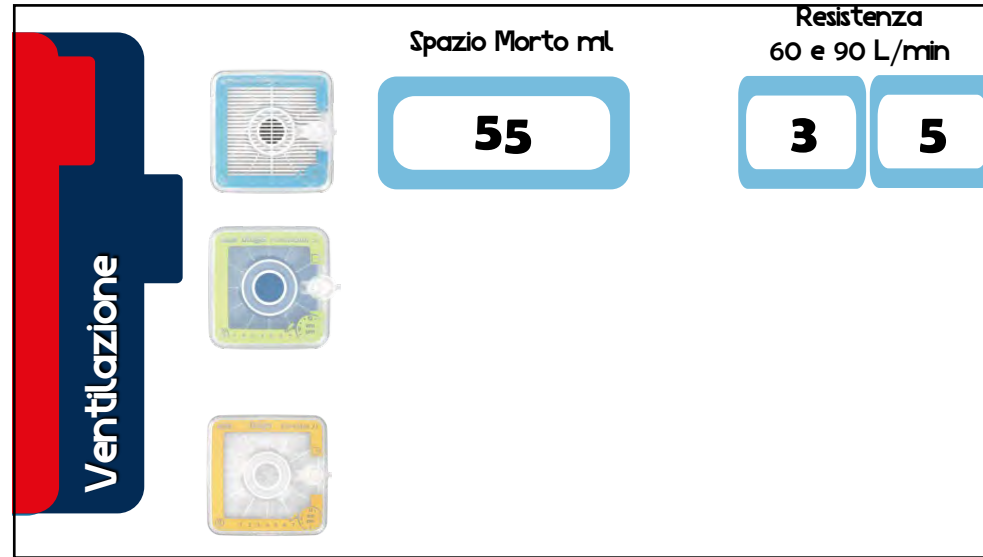 Spazio Morto ml
Resistenza
60 e 90 L/min
55
3
5
Ventilazione